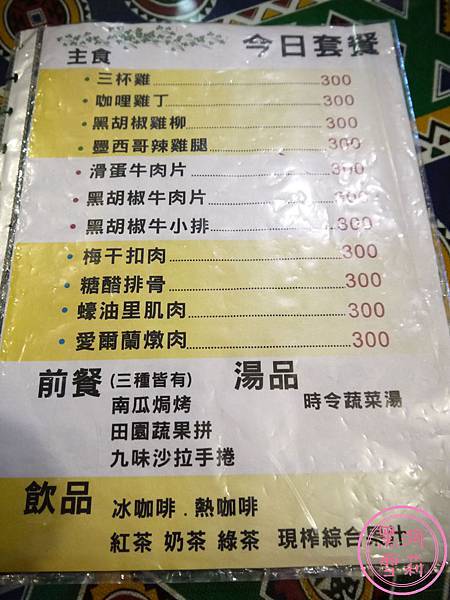 主食
今日套餐
三杯雞 300
咖哩雞丁 300
黑胡椒雞柳 300
墨西哥辣雞腿 300
滑蛋牛肉片 300
黑胡椒牛肉片 300
黑胡椒牛小排 300
梅干扣肉 300
糖醋排骨 300
蠔油里肌肉 300
愛爾蘭燉肉 300
前餐 (三種皆有) 湯品
南瓜焗烤 時令蔬菜湯
田園蔬果拼
九味沙拉手捲
飲品 冰咖啡.熱咖啡
紅茶 奶茶 綠茶 現榨綜合果汁